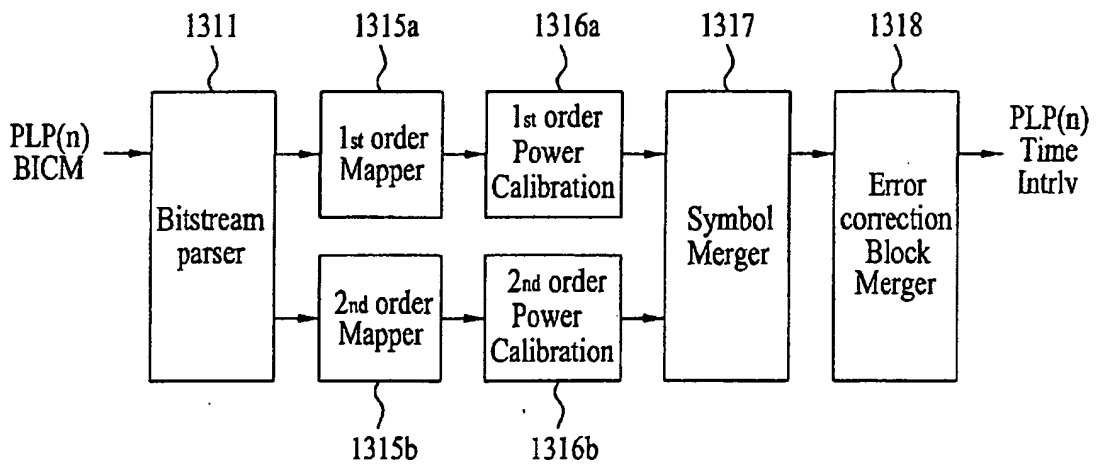 1311
1315a
1316a
1317
1318
PLP(n)
BICM
Bitstream
parser
1st order
Mapper
1st order
Power
Calibration
2nd order
Mapper
2nd order
Power
Calibration
Symbol
Merger
Error
correction
Block
Merger
PLP(n)
Time
Intrlv
1315b
1316b